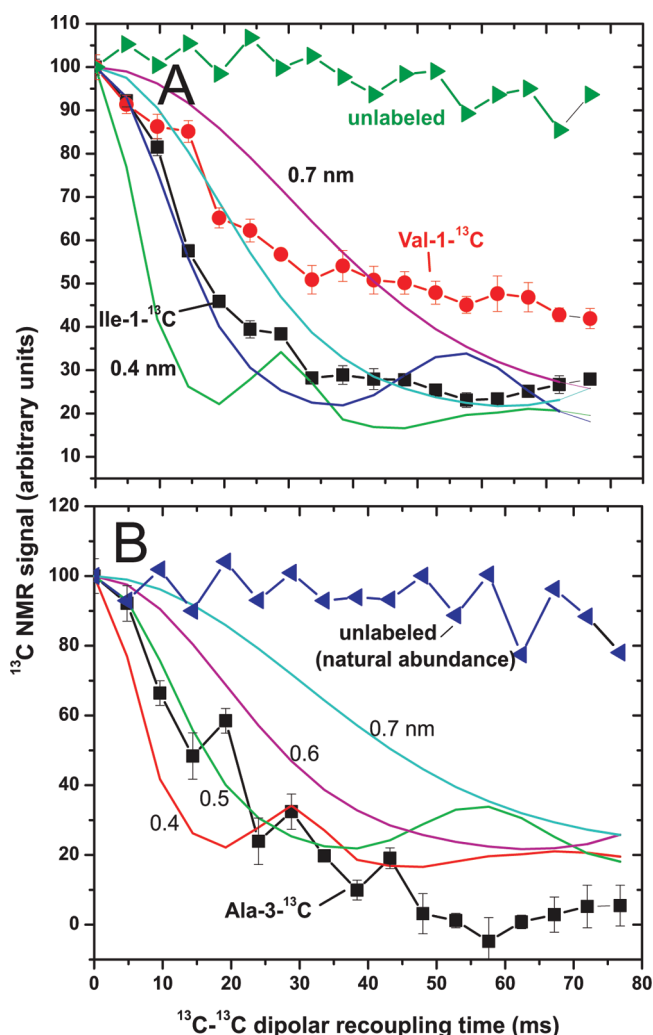 110
100
90
80
70
60
50
40
30
20
10
A
unlabeled
0.7 nm
Val-1-¹³C
Ile-1-¹³C
0.4 nm
¹³C NMR signal (arbitrary units)
120
100
80
60
40
20
0
B
unlabeled
(natural abundance)
0.7 nm
0.6
0.5
0.4
Ala-3-¹³C
0 10 20 30 40 50 60 70 80
¹³C-¹³C dipolar recoupling time (ms)